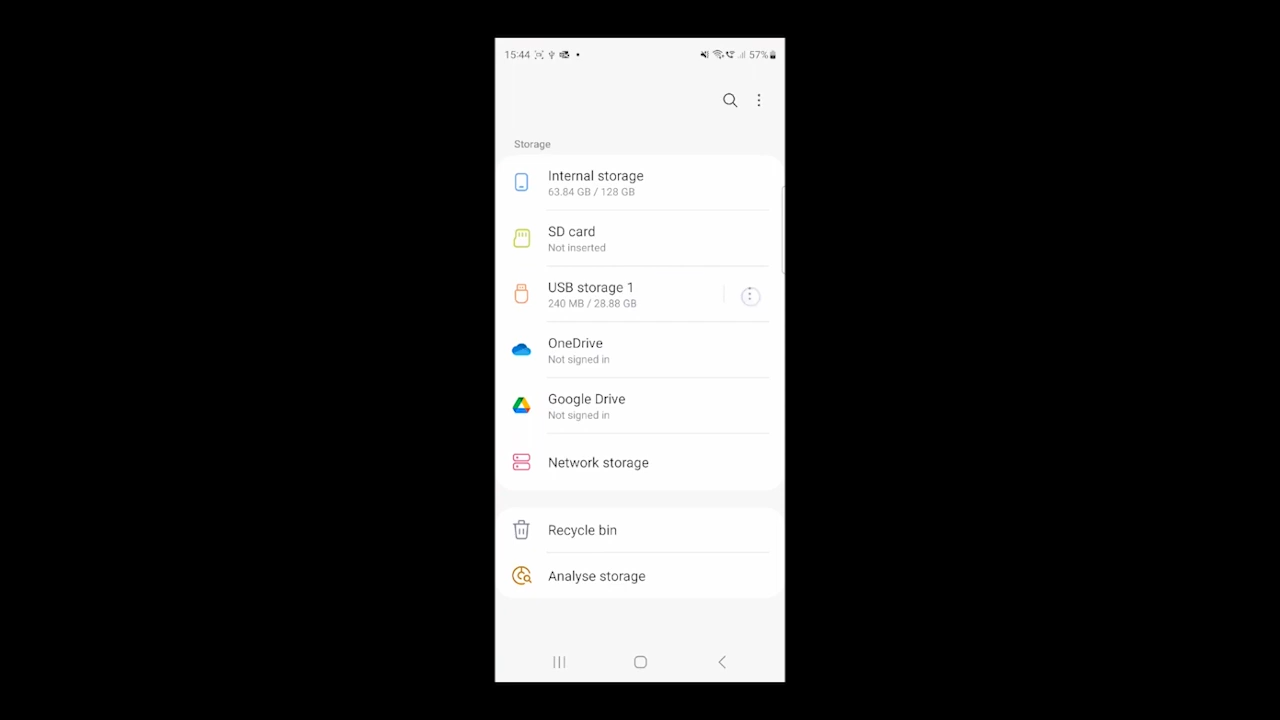 15:44
57%
Storage
Internal storage
63.84 GB / 128 GB
SD card
Not inserted
USB storage 1
240 MB / 28.88 GB
OneDrive
Not signed in
Google Drive
Not signed in
Network storage
Recycle bin
Analyse storage